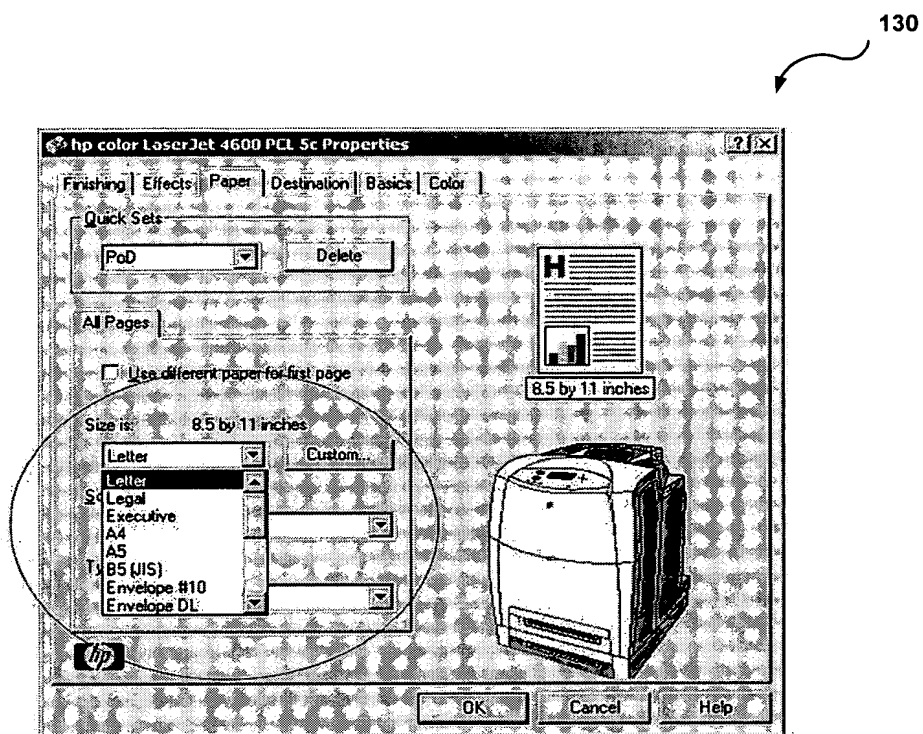 130
hp color LaserJet 4600 PCL 5c Properties
Finishing Effects Paper Destination Basics Color
Quick Sets
PoD Delete
H
8.5 by 11 inches
All Pages
Use different paper for first page
Size is: 8.5 by 11 inches
Letter Custom...
Letter
Legal
Executive
A4
A5
B5 (JIS)
Envelope #10
Envelope DL
hp
OK Cancel Help